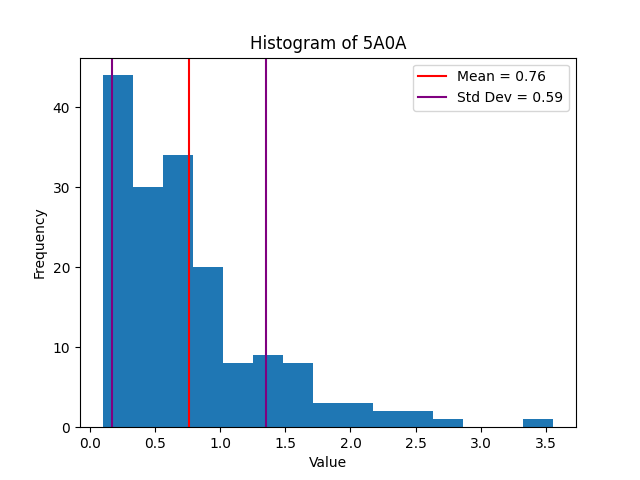 Histogram of 5A0A
Mean = 0.76
Std Dev = 0.59
Frequency
40
30
20
10
0
0.0 0.5 1.0 1.5 2.0 2.5 3.0 3.5
Value